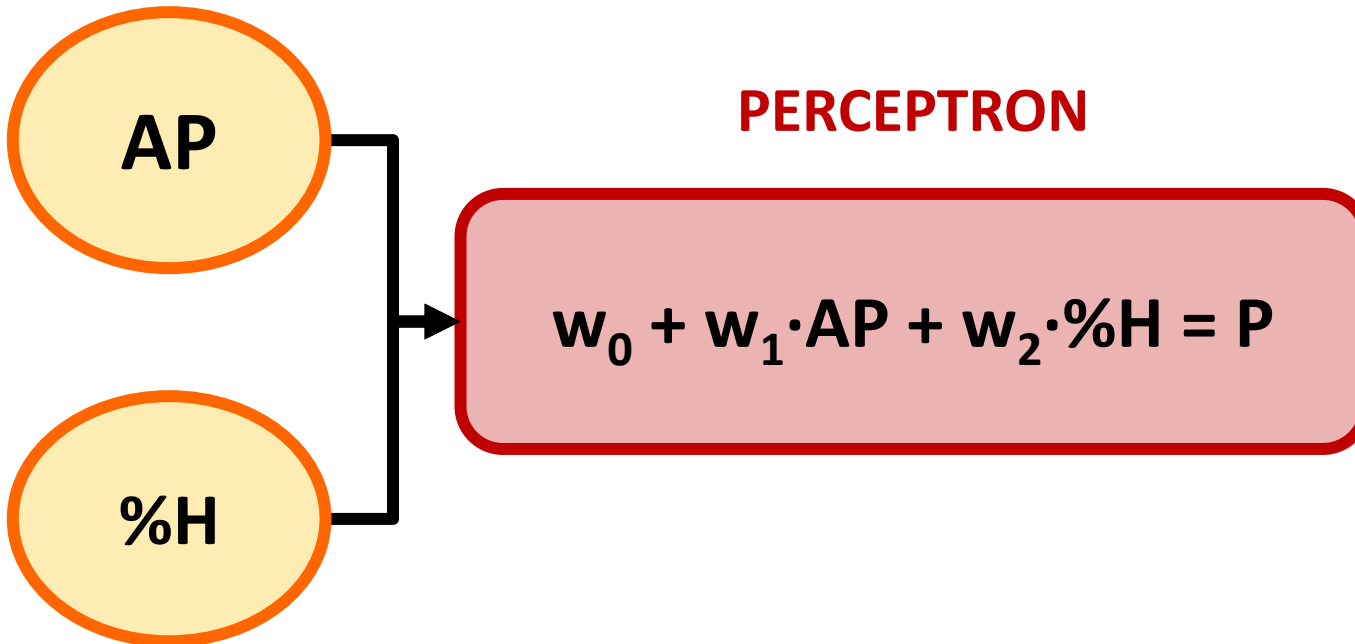 AP
PERCEPTRON
w₀ + w₁·AP + w₂·%H = P
%H